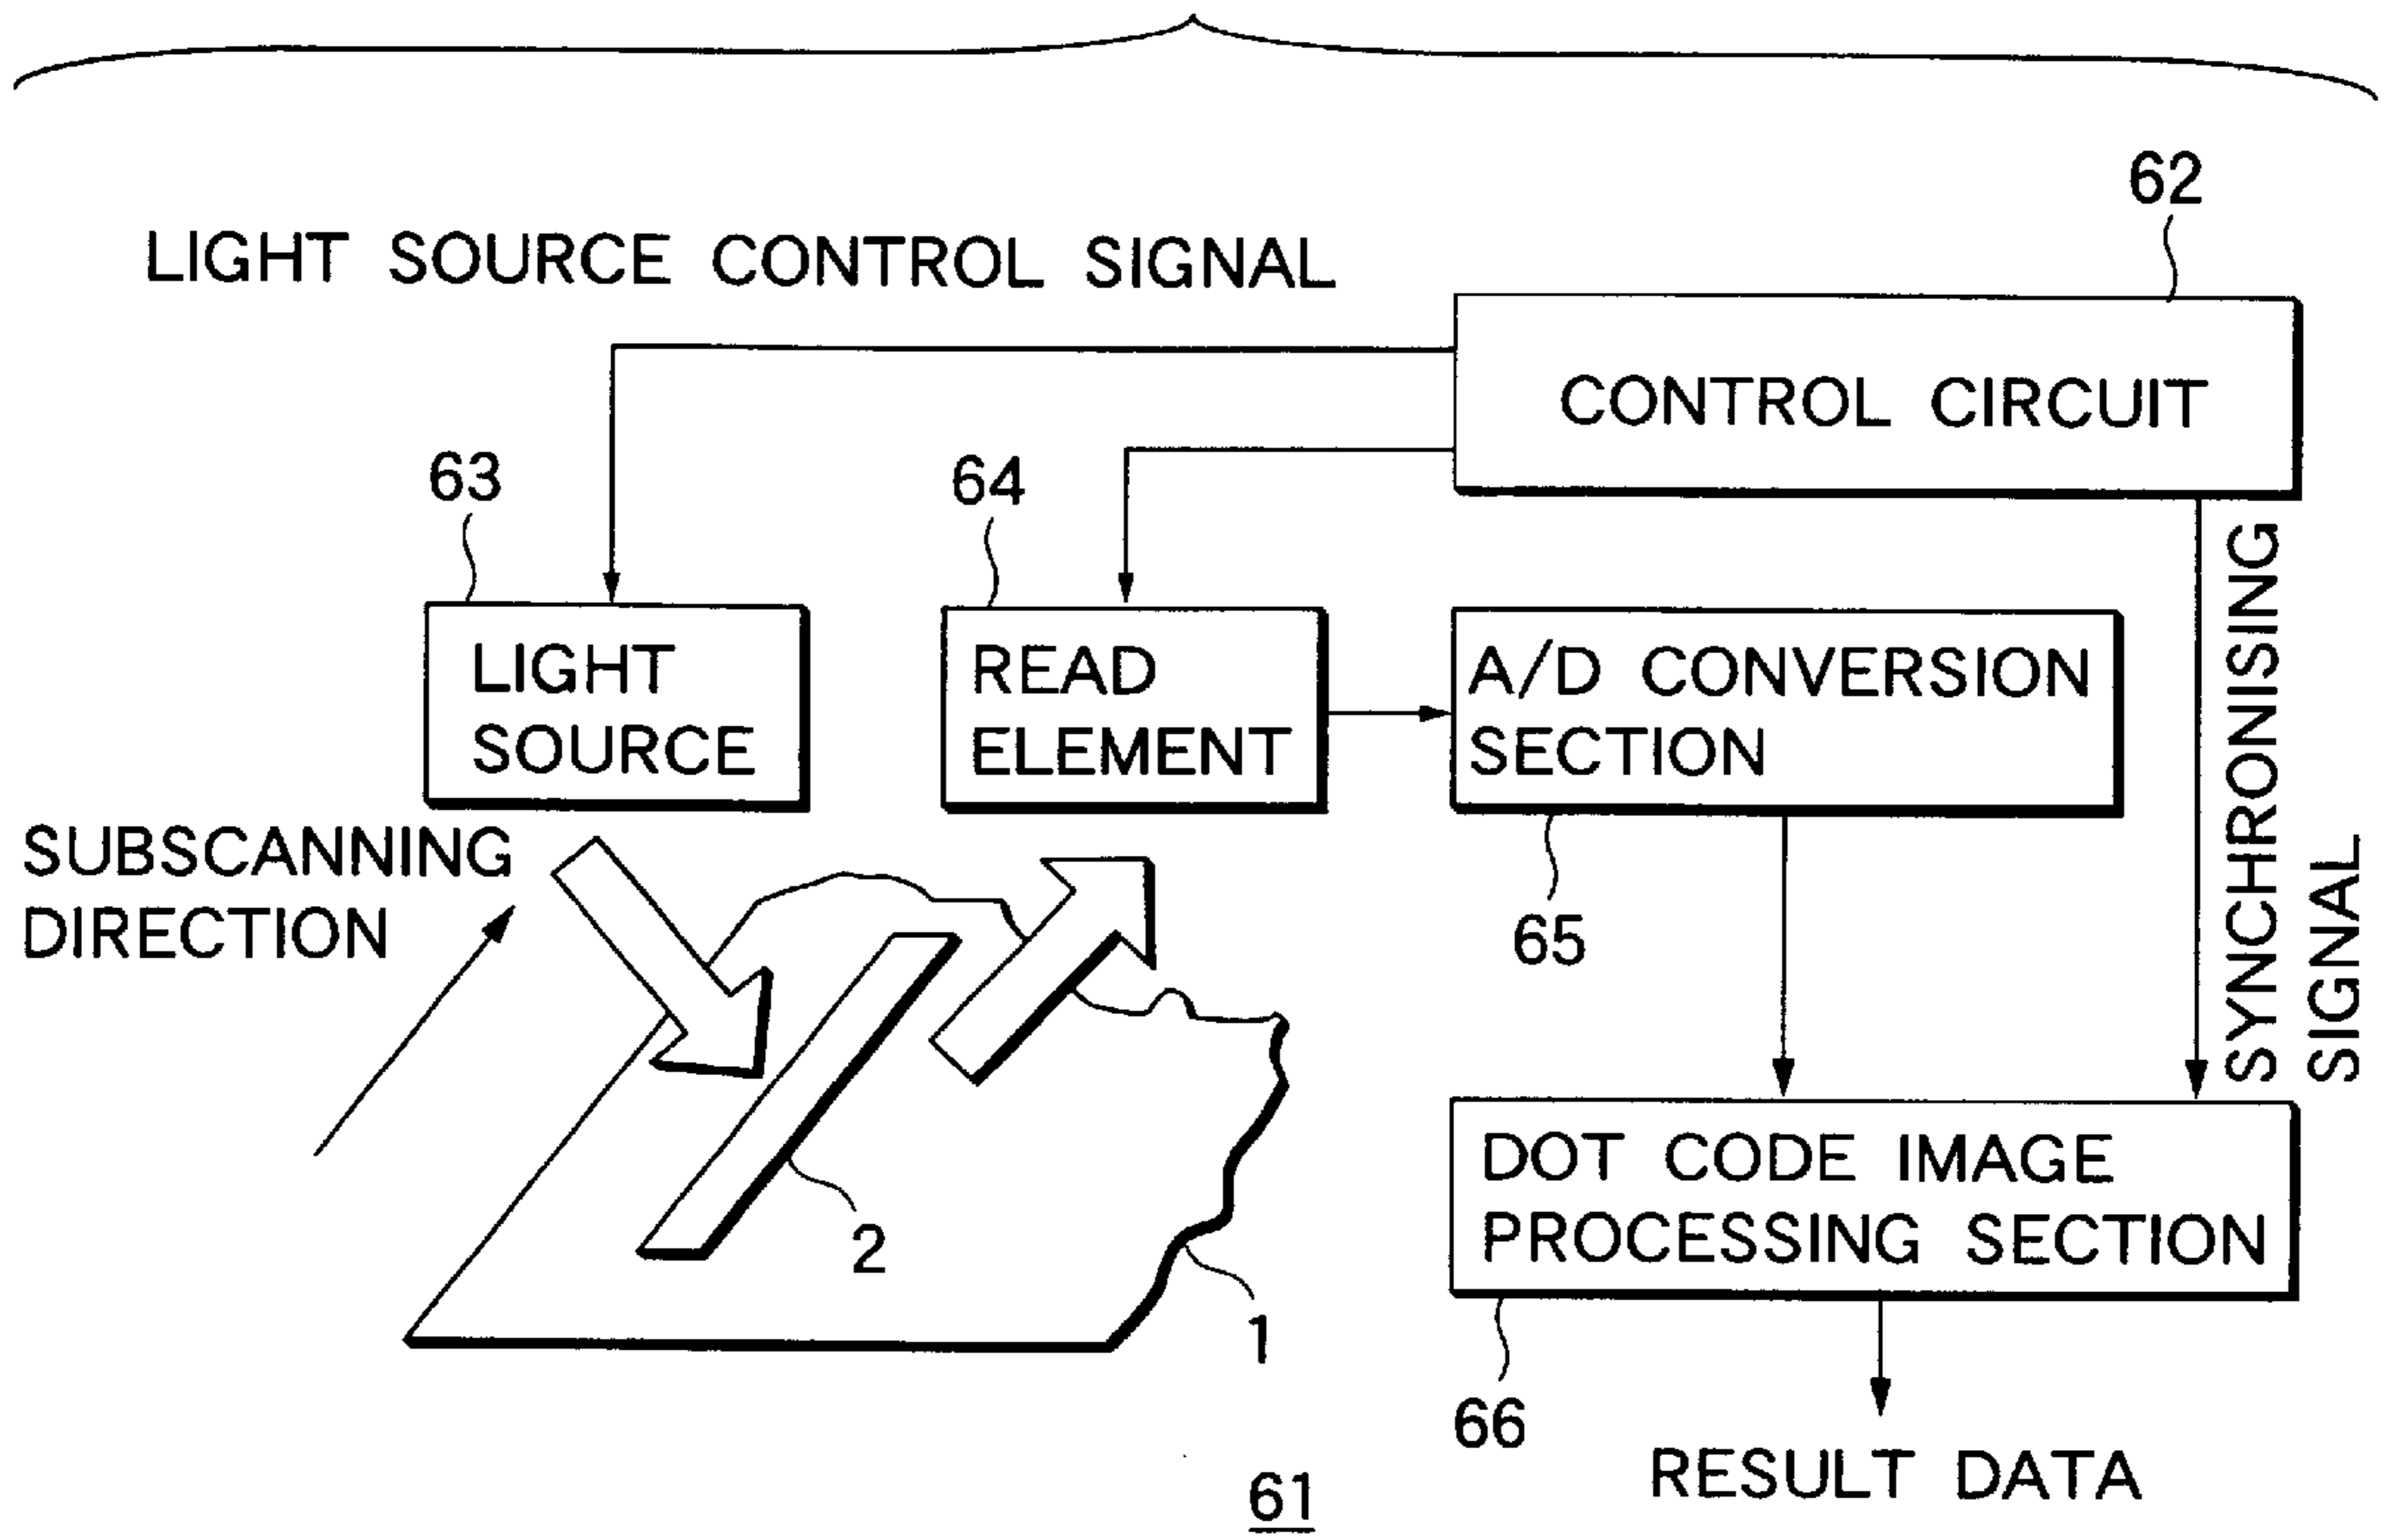 62
LIGHT SOURCE CONTROL SIGNAL
CONTROL CIRCUIT
63
64
LIGHT
SOURCE
READ
ELEMENT
A/D CONVERSION
SECTION
SYNCHRONISING
SIGNAL
SUBSCANNING
DIRECTION
65
2
1
DOT CODE IMAGE
PROCESSING SECTION
66
RESULT DATA
61